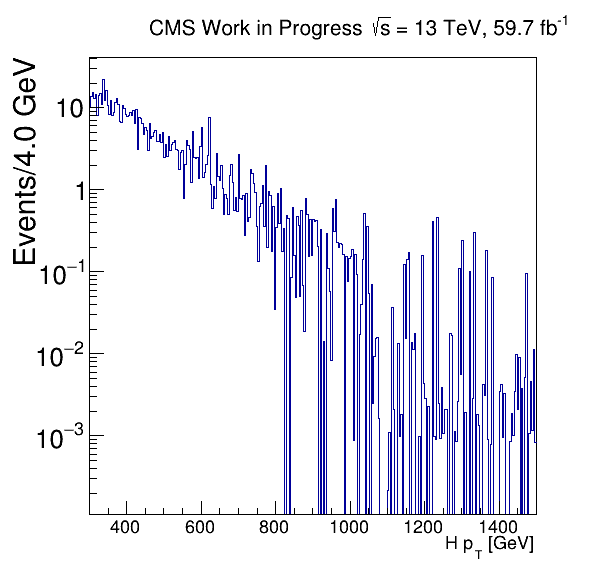 CMS Work in Progress √s = 13 TeV, 59.7 fb⁻¹
Events/4.0 GeV
10
1
10⁻¹
10⁻²
10⁻³
400 600 800 1000 1200 1400
H p_T [GeV]